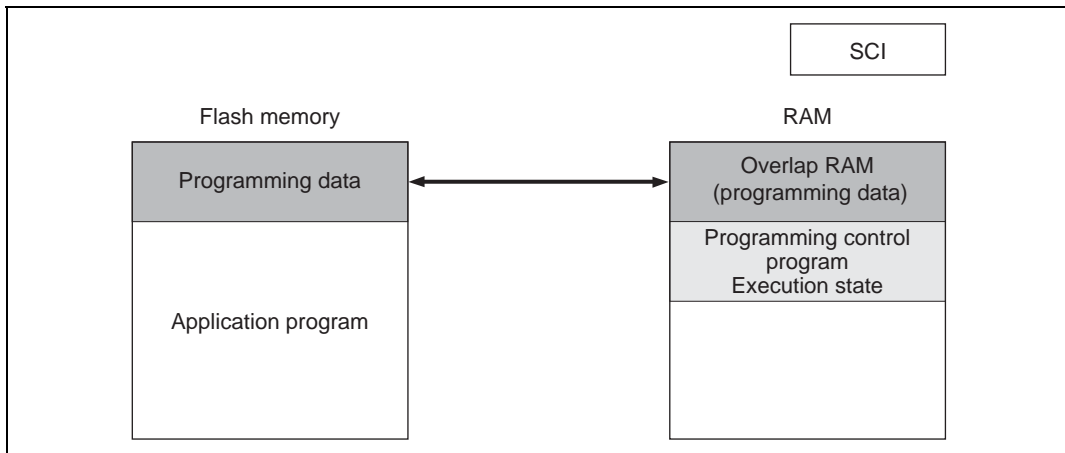 SCI
Flash memory
RAM
Programming data
Overlap RAM
(programming data)
Programming control
program
Execution state
Application program